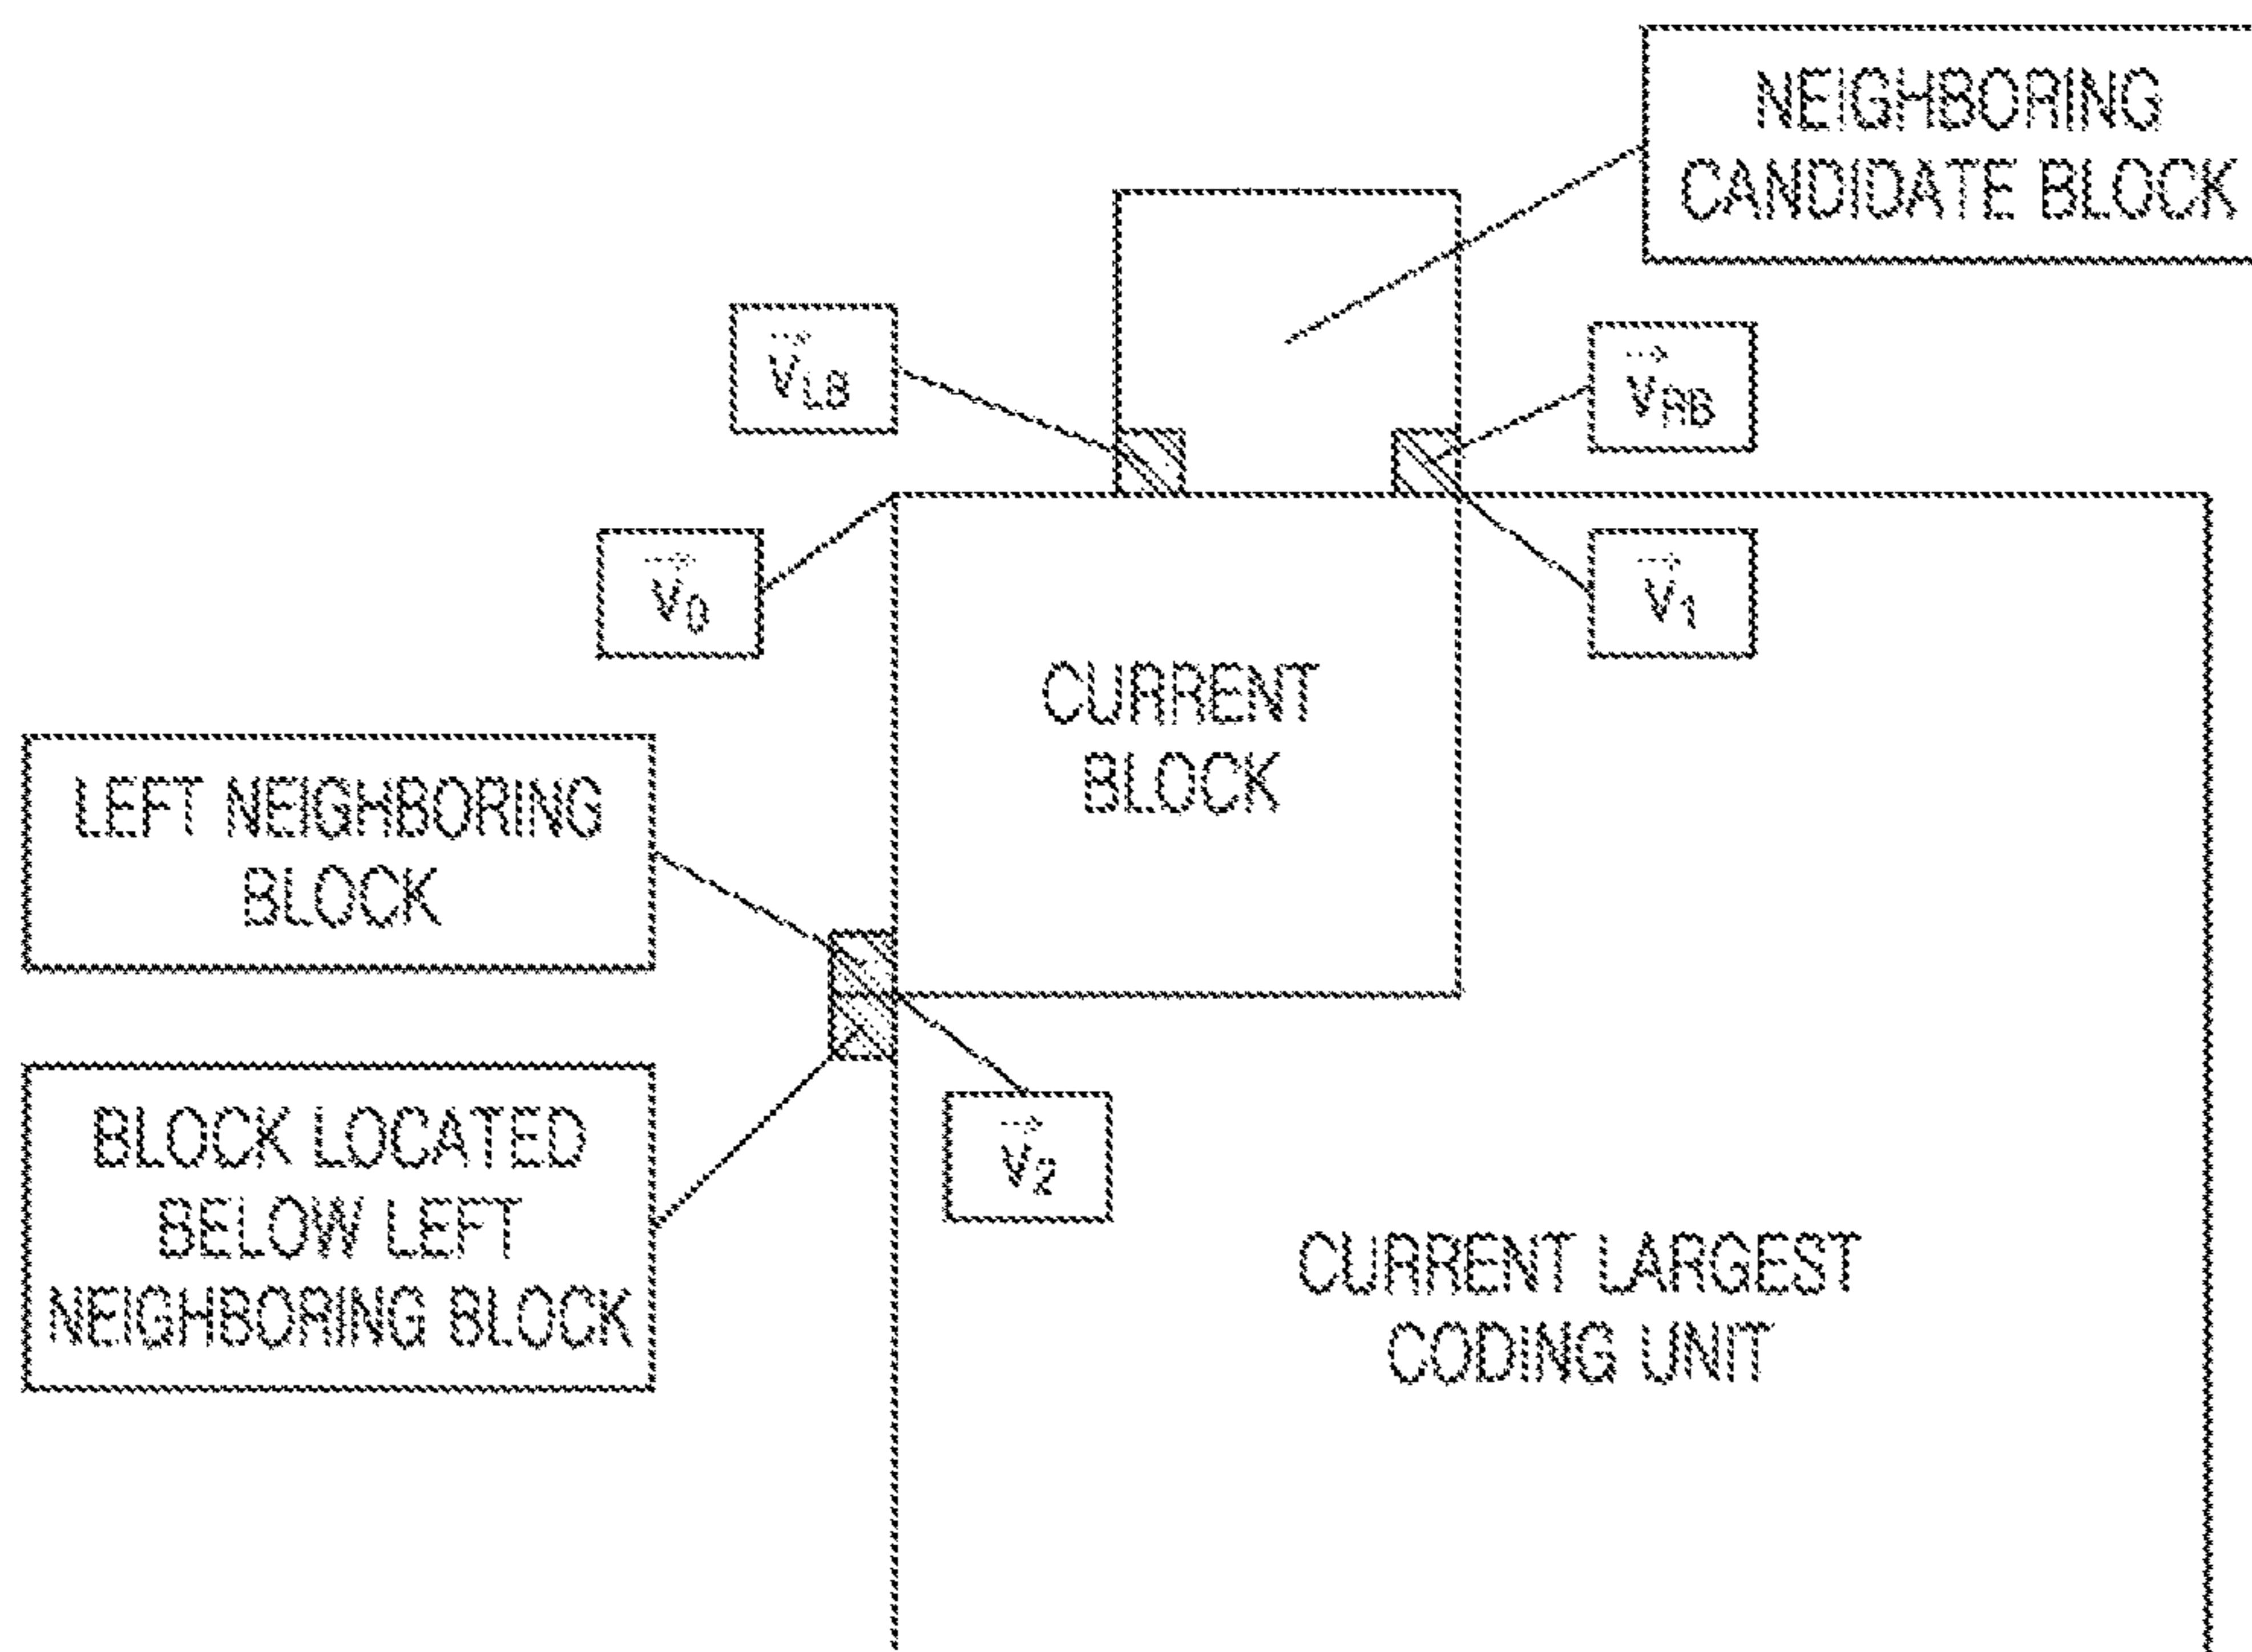 NEIGHBORING
CANDIDATE BLOCK
V⃗LB
V⃗RB
V⃗0
V⃗1
CURRENT
BLOCK
LEFT NEIGHBORING
BLOCK
BLOCK LOCATED
BELOW LEFT
NEIGHBORING BLOCK
V⃗2
CURRENT LARGEST
CODING UNIT